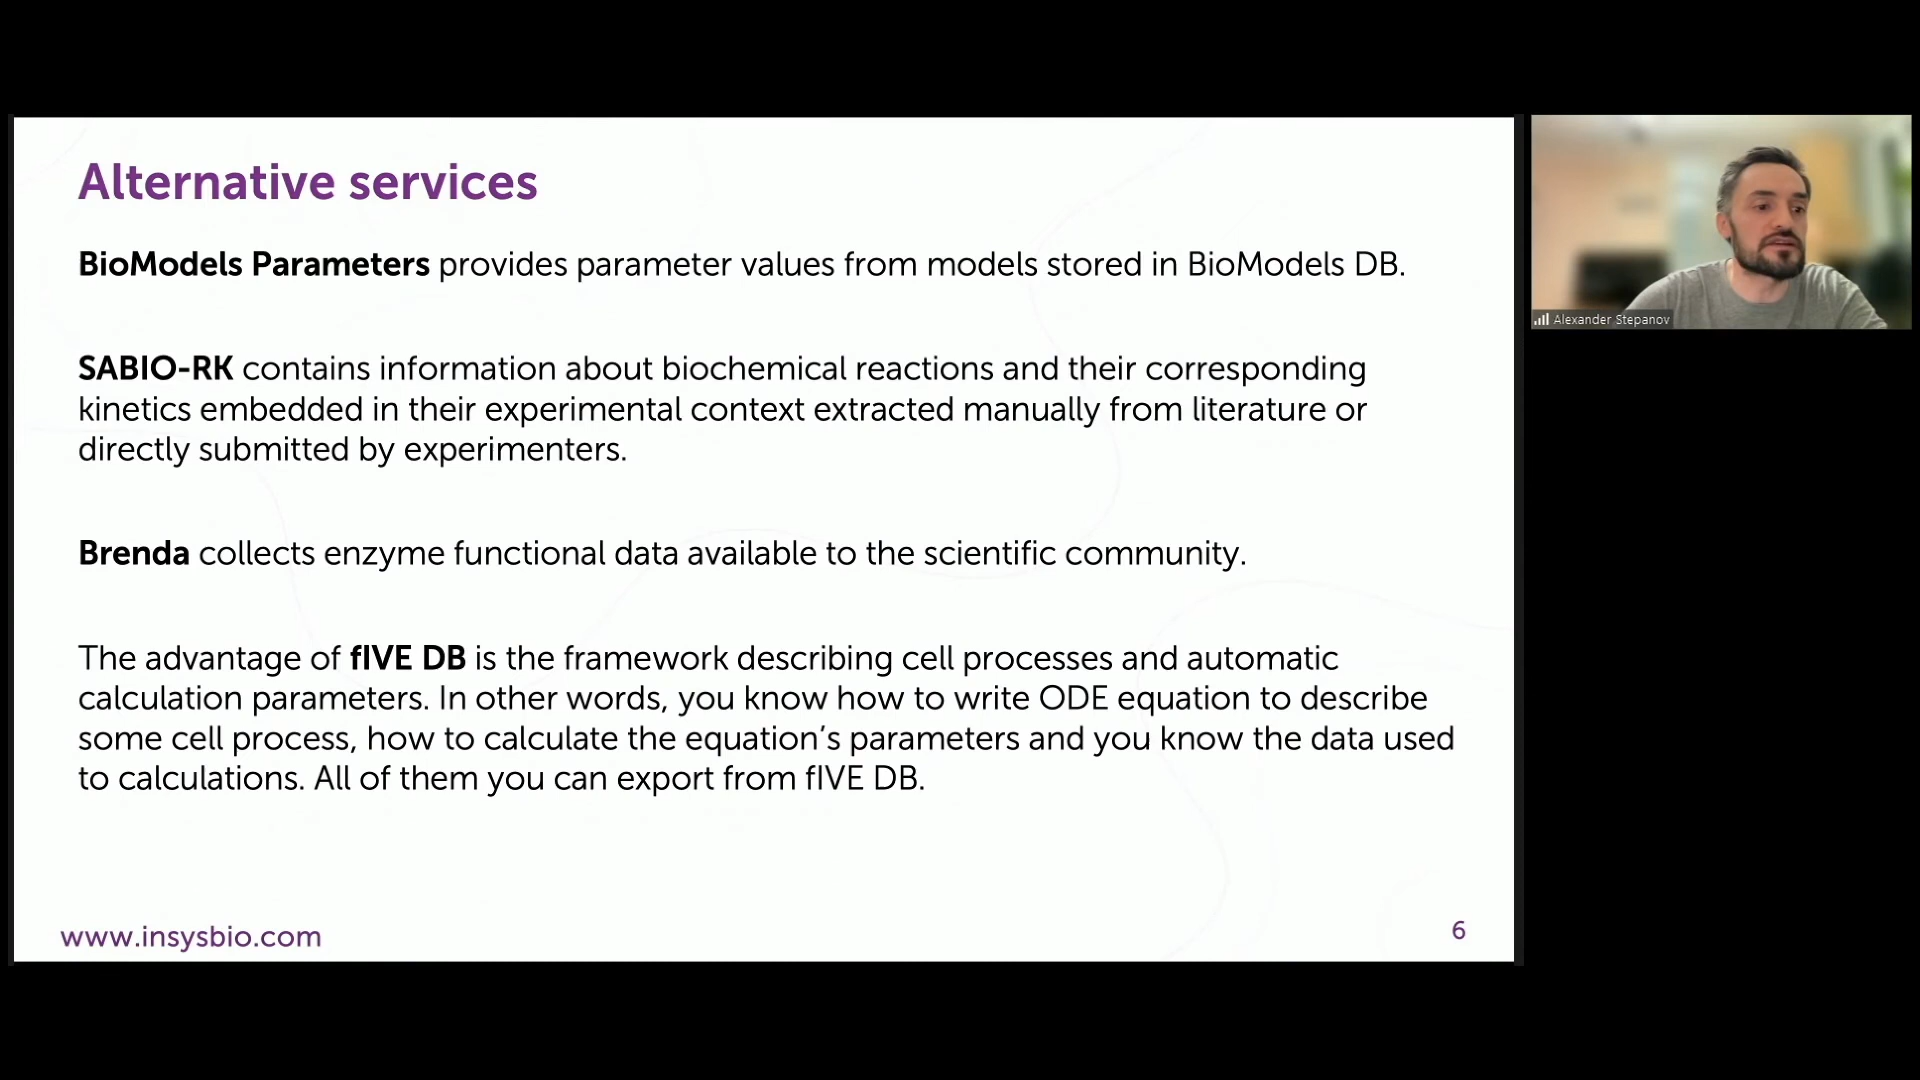 Alternative services
BioModels Parameters provides parameter values from models stored in BioModels DB.
SABIO-RK contains information about biochemical reactions and their corresponding
kinetics embedded in their experimental context extracted manually from literature or
directly submitted by experimenters.
Brenda collects enzyme functional data available to the scientific community.
The advantage of fIVE DB is the framework describing cell processes and automatic
calculation parameters. In other words, you know how to write ODE equation to describe
some cell process, how to calculate the equation’s parameters and you know the data used
to calculations. All of them you can export from fIVE DB.
www.insysbio.com
6
Alexander Stepanov